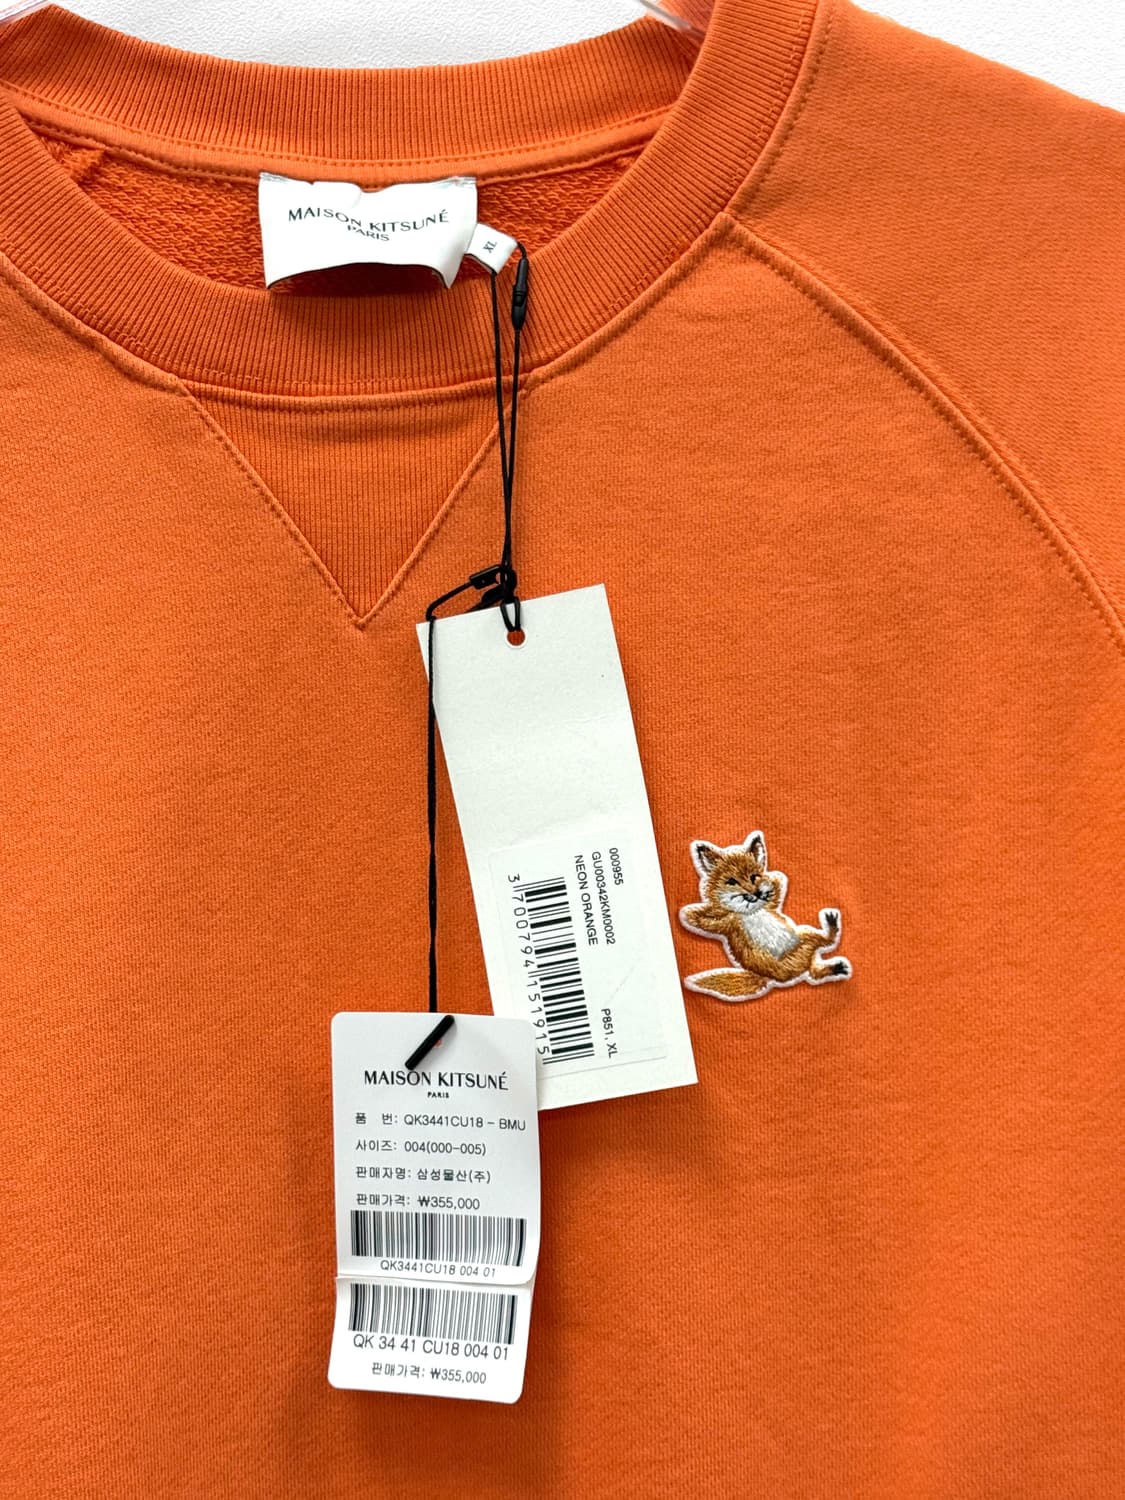 MAISON KITSUNÉ
PARIS
XL
000955
GU00342KM0002
NEON ORANGE
P851, XL
3700794151915
MAISON KITSUNÉ
PARIS
품 번: QK3441CU18 - BMU
사이즈: 004(000-005)
판매자명: 삼성물산(주)
판매가격: ₩355,000
QK3441CU18 004 01
QK 34 41 CU18 004 01
판매가격: ₩355,000